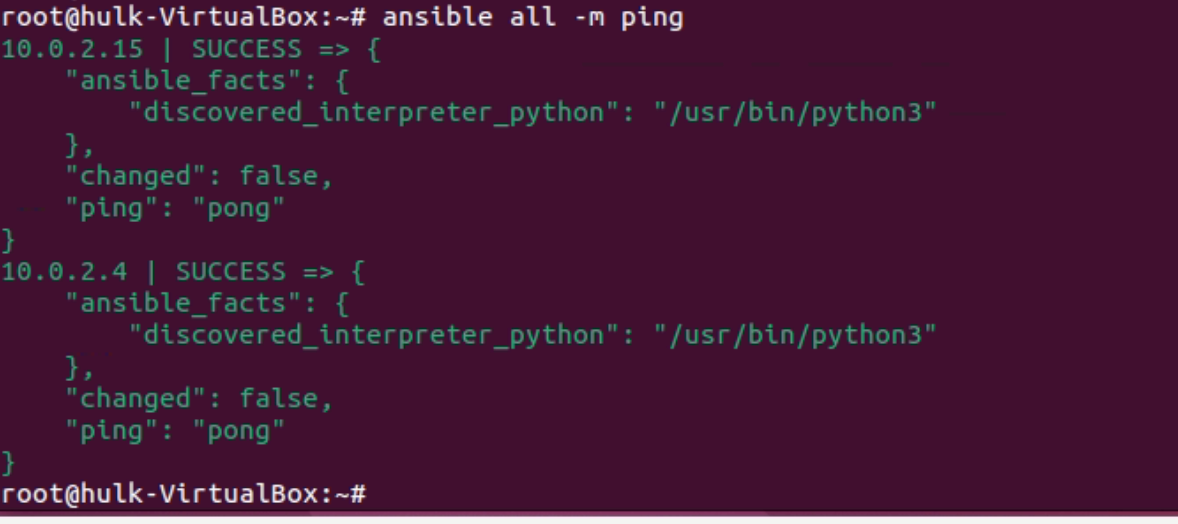 root@hulk-VirtualBox:~# ansible all -m ping
10.0.2.15 | SUCCESS => {
    "ansible_facts": {
        "discovered_interpreter_python": "/usr/bin/python3"
    },
    "changed": false,
    "ping": "pong"
}
10.0.2.4 | SUCCESS => {
    "ansible_facts": {
        "discovered_interpreter_python": "/usr/bin/python3"
    },
    "changed": false,
    "ping": "pong"
}
root@hulk-VirtualBox:~#